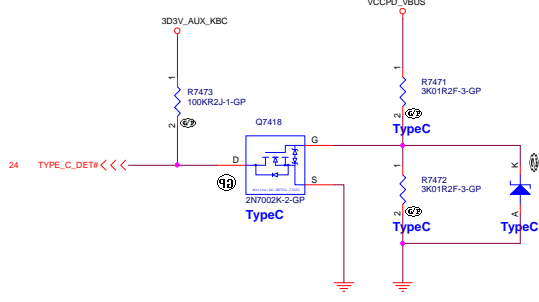 VCCPD_VBUS
3D3V_AUX_KBC
1
R7473
100KR2J-1-GP
2
1
R7471
3K01R2F-3-GP
2
TypeC
Q7418
24 TYPE_C_DET#
D
G
S
2N7002K-2-GP
TypeC
1
R7472
3K01R2F-3-GP
2
TypeC
K
A
TypeC